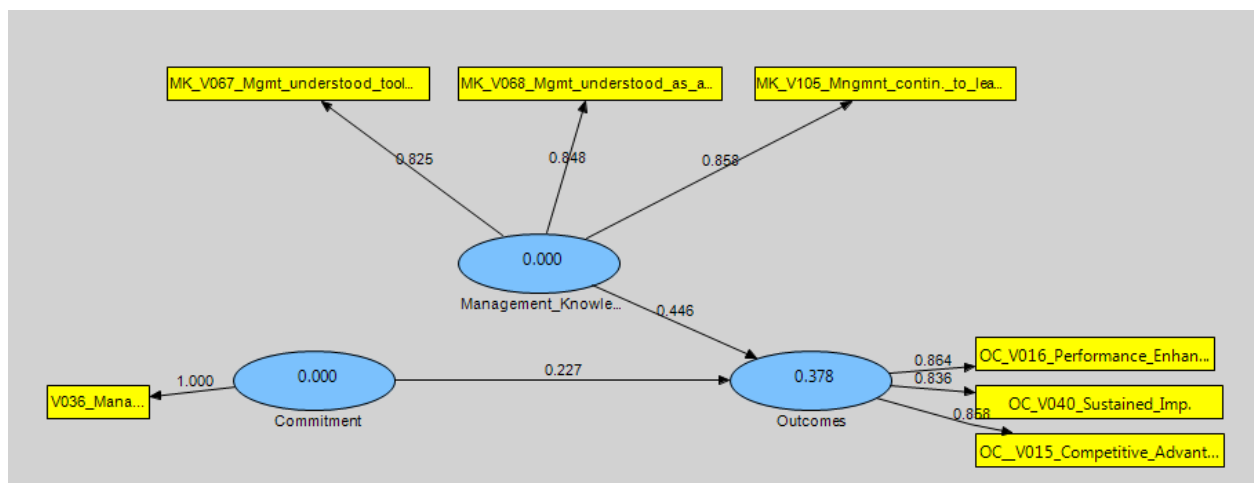 MK_V067_Mgmt_understood_tool...
MK_V068_Mgmt_understood_as_a...
MK_V105_Mngmnt_contin._to_lea...
0.825
0.848
0.858
0.000
Management_Knowle...
0.446
V036_Mana...
1.000
0.000
Commitment
0.227
0.378
Outcomes
0.864
OC_V016_Performance_Enhan...
0.836
OC_V040_Sustained_Imp.
0.858
OC__V015_Competitive_Advant...